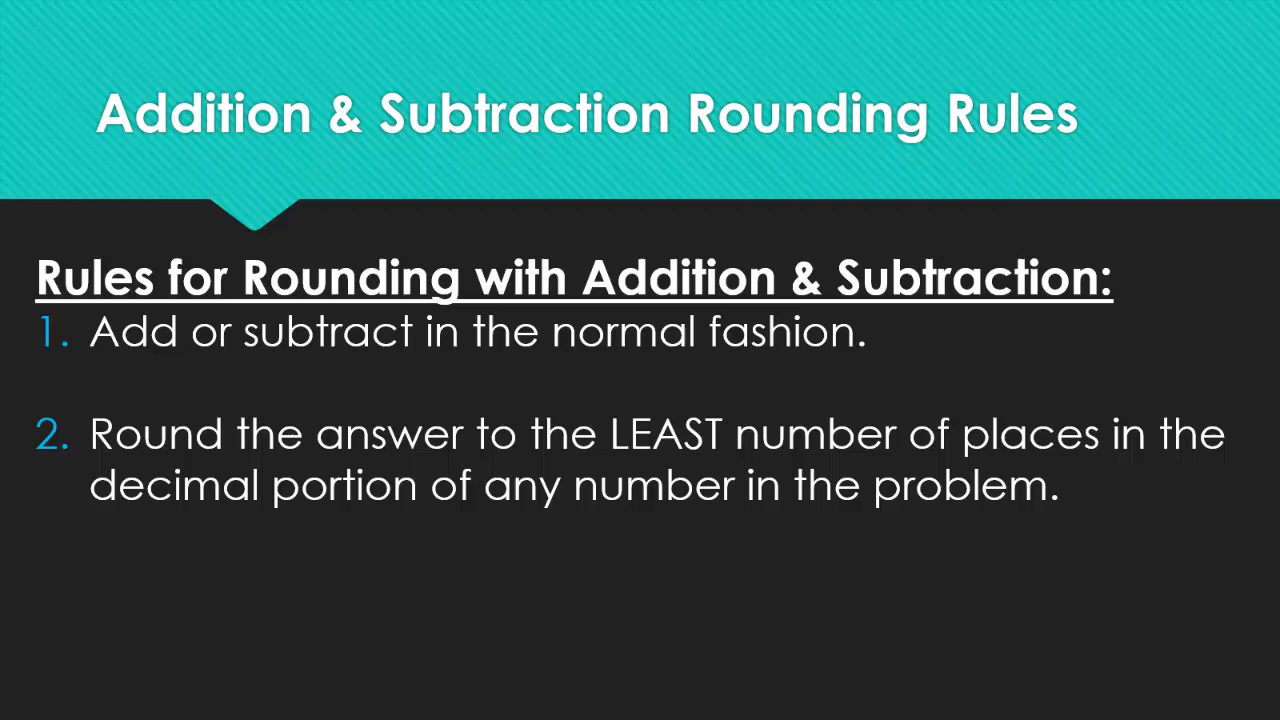 Addition & Subtraction Rounding Rules
Rules for Rounding with Addition & Subtraction:
1. Add or subtract in the normal fashion.
2. Round the answer to the LEAST number of places in the
decimal portion of any number in the problem.